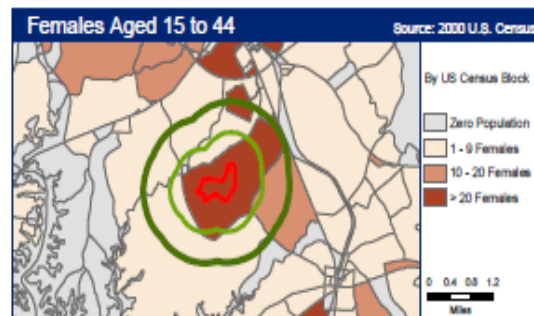 Females Aged 15 to 44
Source: 2000 U.S. Census
By US Census Block
Zero Population
1 - 9 Females
10 - 20 Females
> 20 Females
0 0.4 0.8 1.2
Miles